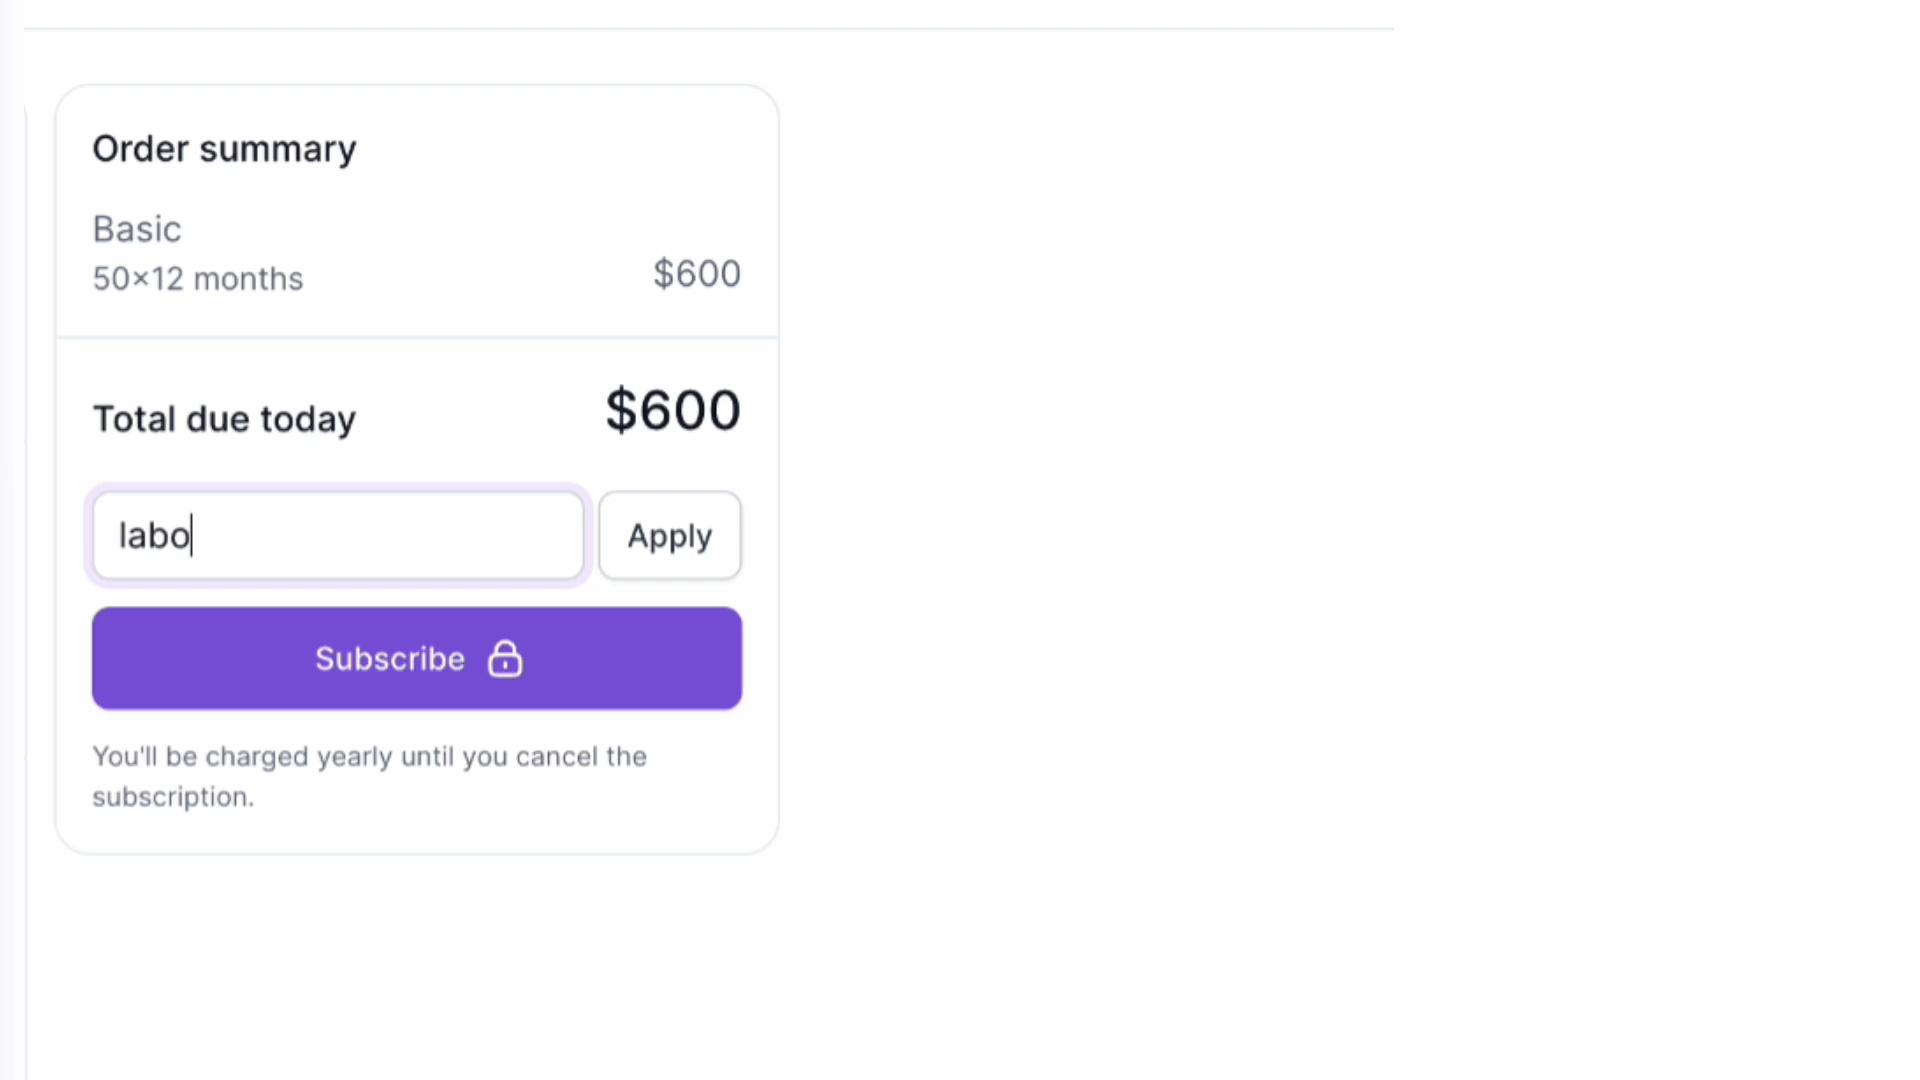 Order summary
Basic
50×12 months $600
Total due today $600
labo Apply
Subscribe
You'll be charged yearly until you cancel the
subscription.